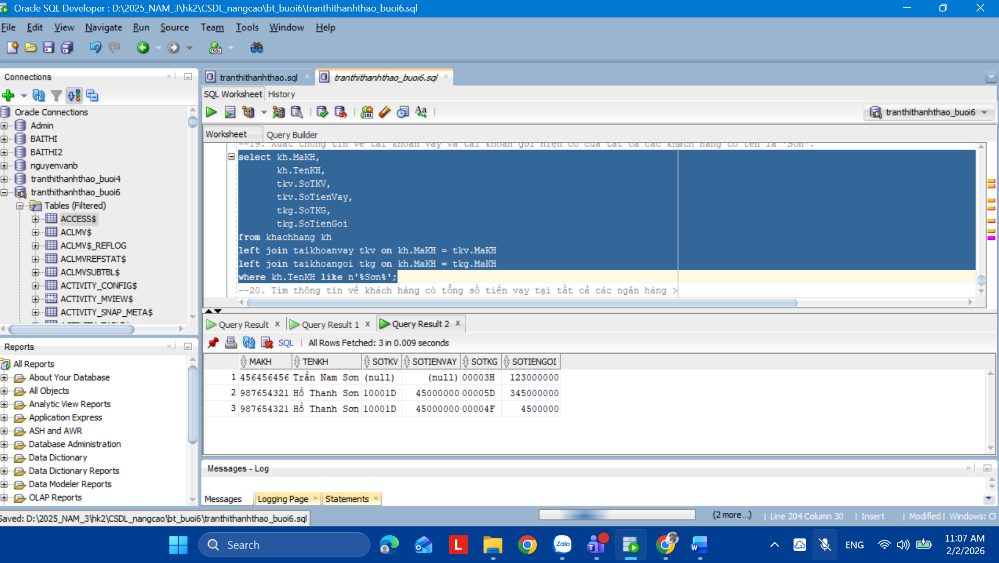 Oracle SQL Developer : D:\2025_NAM_3\hk2\CSDL_nangcao\bt_buoi6\tranthithanhthao_buoi6.sql
File Edit View Navigate Run Source Team Tools Window Help
Connections
Oracle Connections
Admin
BAITHI
BAITHI2
nguyenvanb
tranthithanhthao_buoi4
tranthithanhthao_buoi6
Tables (Filtered)
ACCESS$
ACLMV$
ACLMV$_REFLOG
ACLMVREFSTAT$
ACLMVSUBTBL$
ACTIVITY_CONFIG$
ACTIVITY_MVIEW$
ACTIVITY_SNAP_META$
Reports
All Reports
About Your Database
All Objects
Analytic View Reports
Application Express
ASH and AWR
Database Administration
Data Dictionary
Data Dictionary Reports
Data Modeler Reports
OLAP Reports
tranthithanhthao.sql
tranthithanhthao_buoi6.sql
SQL Worksheet History
tranthithanhthao_buoi6
Worksheet Query Builder
--19. Xuất thông tin về tài khoản vay và tài khoản gởi hiện có của tất cả các khách hàng có tên là 'Sơn'.
select kh.MaKH,
kh.TenKH,
tkv.SoTKV,
tkv.SoTienVay,
tkg.SoTKG,
tkg.SoTienGoi
from khachhang kh
left join taikhoanvay tkv on kh.MaKH = tkv.MaKH
left join taikhoangoi tkg on kh.MaKH = tkg.MaKH
where kh.TenKH like n'%Sơn%';
--20. Tìm thông tin về khách hàng có tổng số tiền vay tại tất cả các ngân hàng >
Query Result Query Result 1 Query Result 2
SQL | All Rows Fetched: 3 in 0.009 seconds
MAKH TENKH SOTKV SOTIENVAY SOTKG SOTIENGOI
1 456456456 Trần Nam Sơn (null) (null) 00003H 123000000
2 987654321 Hồ Thanh Sơn 10001D 45000000 00005D 345000000
3 987654321 Hồ Thanh Sơn 10001D 45000000 00004F 4500000
Messages - Log
Messages Logging Page Statements
Saved: D:\2025_NAM_3\hk2\CSDL_nangcao\bt_buoi6\tranthithanhthao_buoi6.sql
(2 more...) | Line 204 Column 30 | Insert | Modified | Windows:
Search
L
Zalo
ENG
11:07 AM
2/2/2026